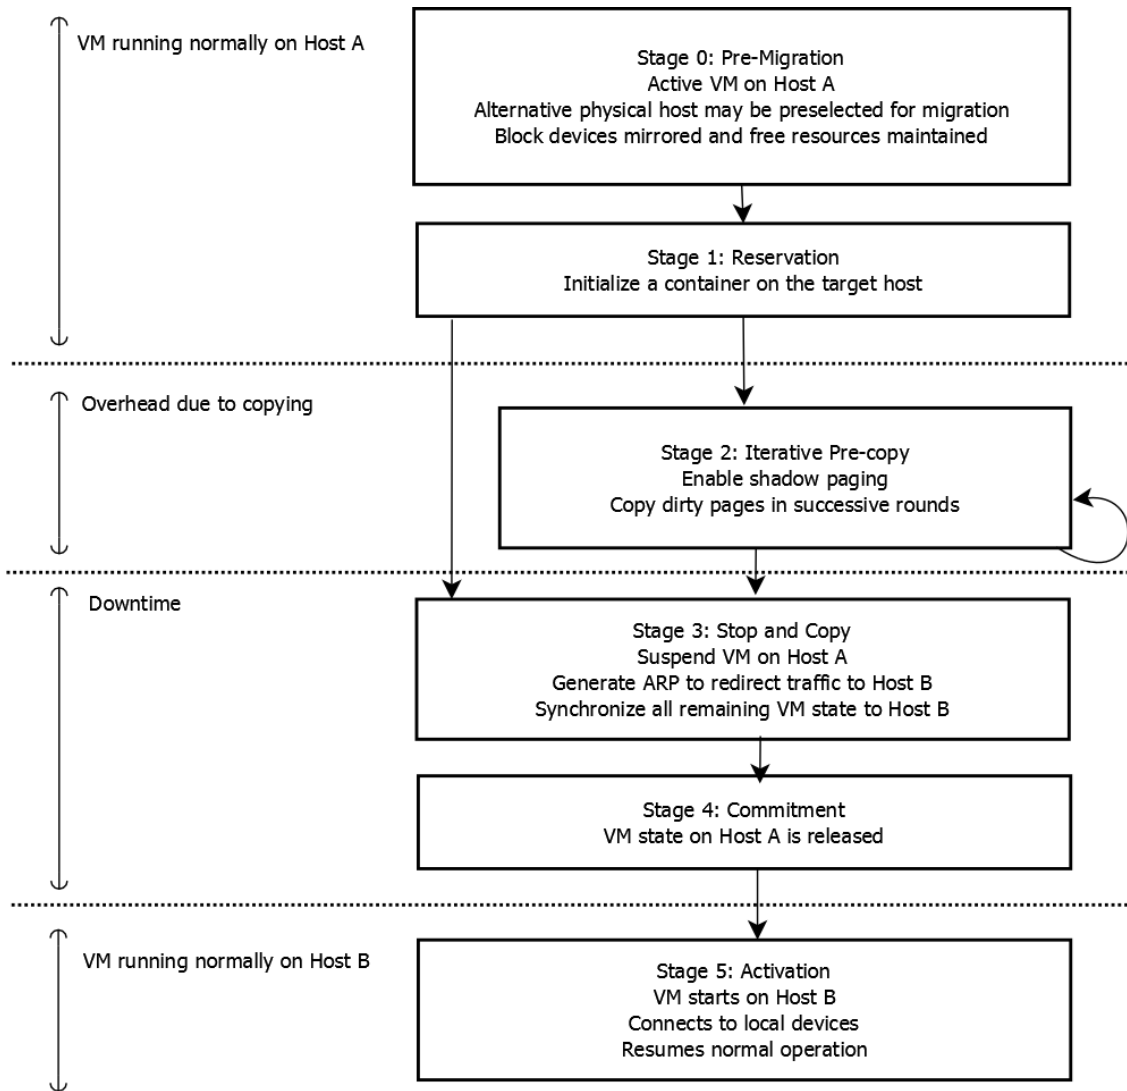 VM running normally on Host A
Stage 0: Pre-Migration
Active VM on Host A
Alternative physical host may be preselected for migration
Block devices mirrored and free resources maintained
Stage 1: Reservation
Initialize a container on the target host
Overhead due to copying
Stage 2: Iterative Pre-copy
Enable shadow paging
Copy dirty pages in successive rounds
Downtime
Stage 3: Stop and Copy
Suspend VM on Host A
Generate ARP to redirect traffic to Host B
Synchronize all remaining VM state to Host B
Stage 4: Commitment
VM state on Host A is released
VM running normally on Host B
Stage 5: Activation
VM starts on Host B
Connects to local devices
Resumes normal operation